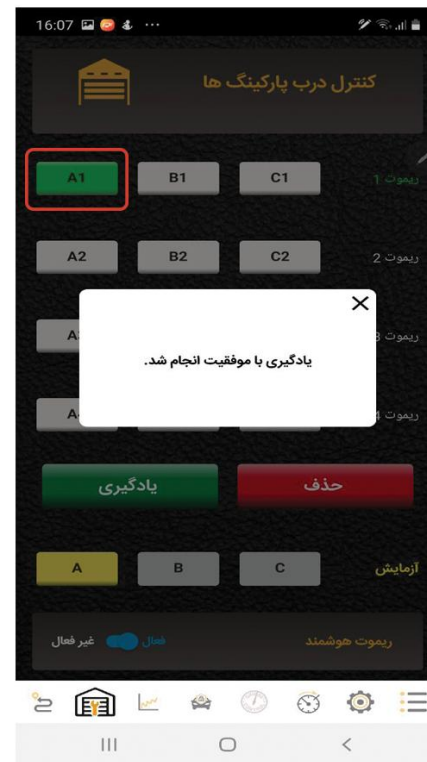 16:07
کنترل درب پارکینگ ها
A1 B1 C1 ریموت 1
A2 B2 C2 ریموت 2
یادگیری با موفقیت انجام شد.
یادگیری حذف
A B C آزمایش
غیر فعال فعال ریموت هوشمند